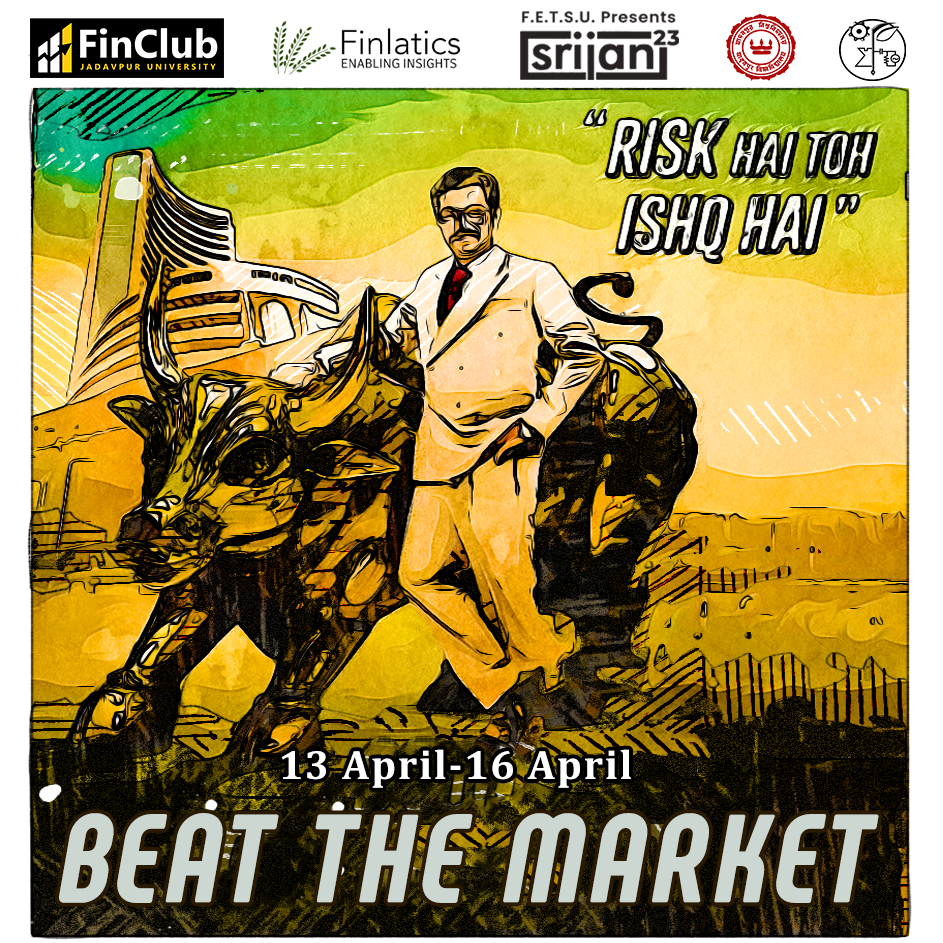 FinClub
JADAVPUR UNIVERSITY
Finlatics
ENABLING INSIGHTS
F.E.T.S.U. Presents
srijan 23
“RISK HAI TOH
ISHQ HAI”
13 April-16 April
BEAT THE MARKET